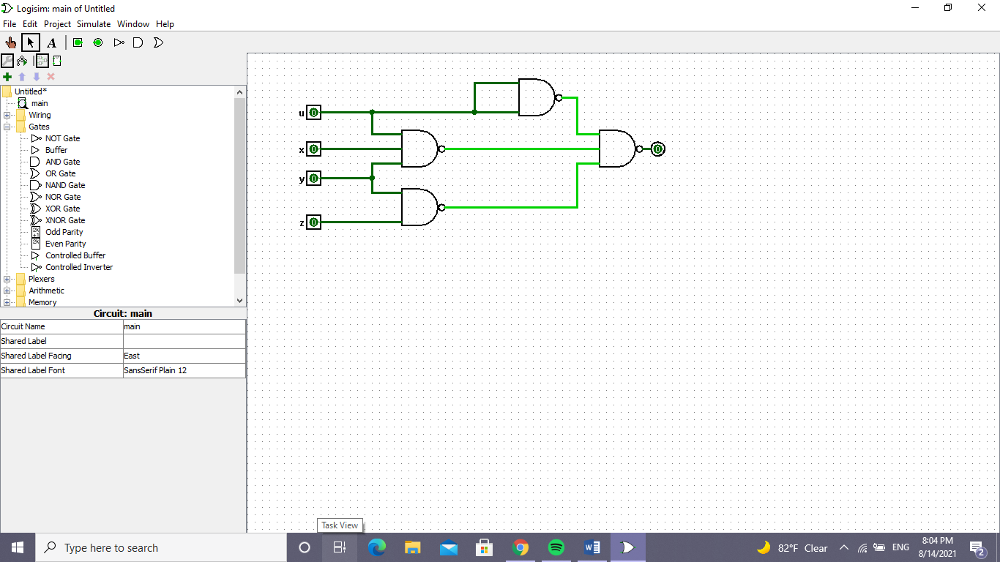 Logisim: main of Untitled
File Edit Project Simulate Window Help
A
Untitled*
main
Wiring
Gates
NOT Gate
Buffer
AND Gate
OR Gate
NAND Gate
NOR Gate
XOR Gate
XNOR Gate
2k+1 Odd Parity
2k Even Parity
Controlled Buffer
Controlled Inverter
Plexers
Arithmetic
Memory
Circuit: main
Circuit Name main
Shared Label
Shared Label Facing East
Shared Label Font SansSerif Plain 12
u 0
x 0
y 0
z 0
0
Task View
Type here to search
W
82°F Clear
ENG
8:04 PM
8/14/2021
2